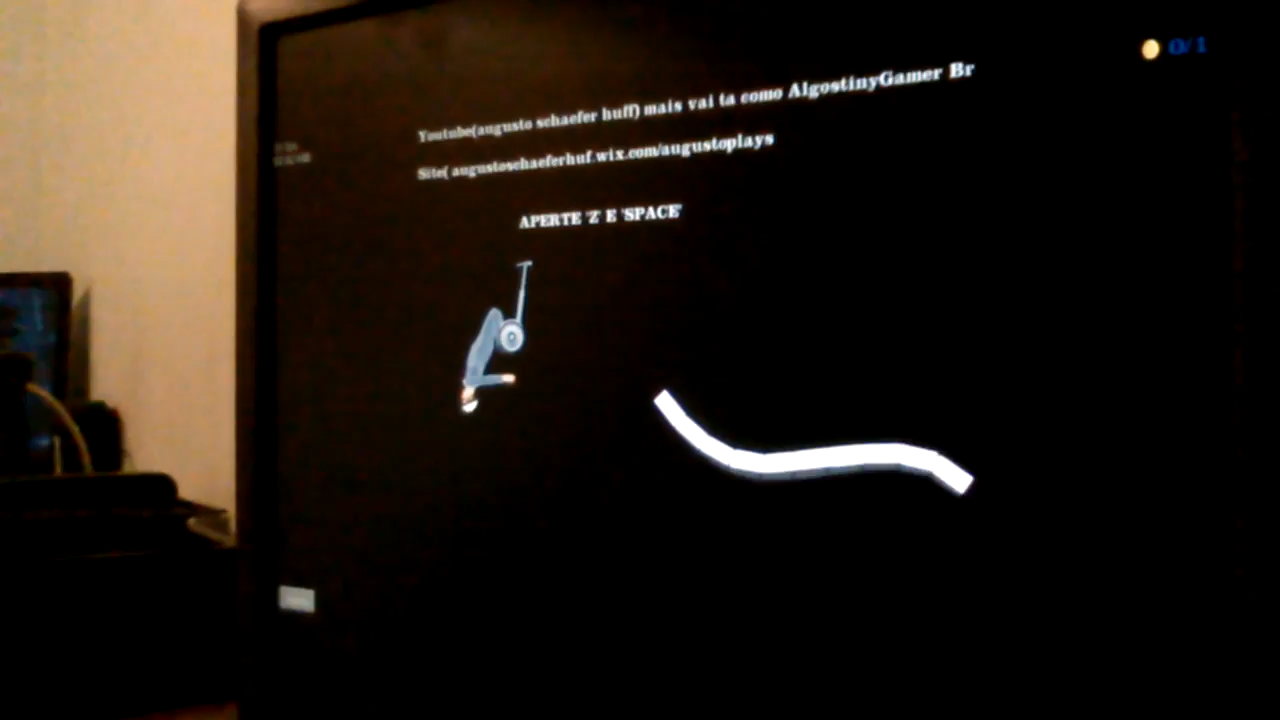 0/1
Youtube(augusto schaefer huff) mais vai ta como AlgostinyGamer Br
Site( augustoschaeferhuf.wix.com/augustoplays
APERTE 'Z' E 'SPACE'